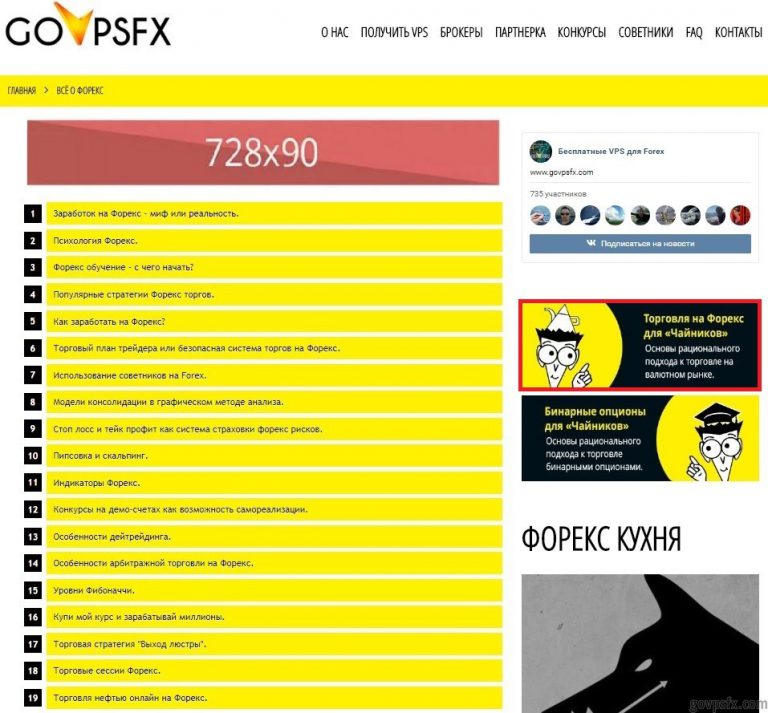 GO VPSFX
О НАС ПОЛУЧИТЬ VPS БРОКЕРЫ ПАРТНЕРКА КОНКУРСЫ СОВЕТНИКИ FAQ КОНТАКТЫ
ГЛАВНАЯ > ВСЁ О ФОРЕКС
728x90
1 Заработок на Форекс - миф или реальность.
2 Психология Форекс.
3 Форекс обучение - с чего начать?
4 Популярные стратегии Форекс торгов.
5 Как заработать на Форекс?
6 Торговый план трейдера или безопасная система торгов на Форекс.
7 Использование советников на Forex.
8 Модели консолидации в графическом методе анализа.
9 Стоп лосс и тейк профит как система страховки форекс рисков.
10 Пипсовка и скальпинг.
11 Индикаторы Форекс.
12 Конкурсы на демо-счетах как возможность самореализации.
13 Особенности дейтрейдинга.
14 Особенности арбитражной торговли на Форекс.
15 Уровни Фибоначчи.
16 Купи мой курс и зарабатывай миллионы.
17 Торговая стратегия "Выход люстры".
18 Торговые сессии Форекс.
19 Торговля нефтью онлайн на Форекс.
Бесплатные VPS для Forex
www.govpsfx.com
735 участников
Подписаться на новости
Торговля на Форекс
для «Чайников»
Основы рационального
подхода к торговле на
валютном рынке.
Бинарные опционы
для «Чайников»
Основы рационального
подхода к торговле
бинарными опционами.
ФОРЕКС КУХНЯ
govpsfx.com